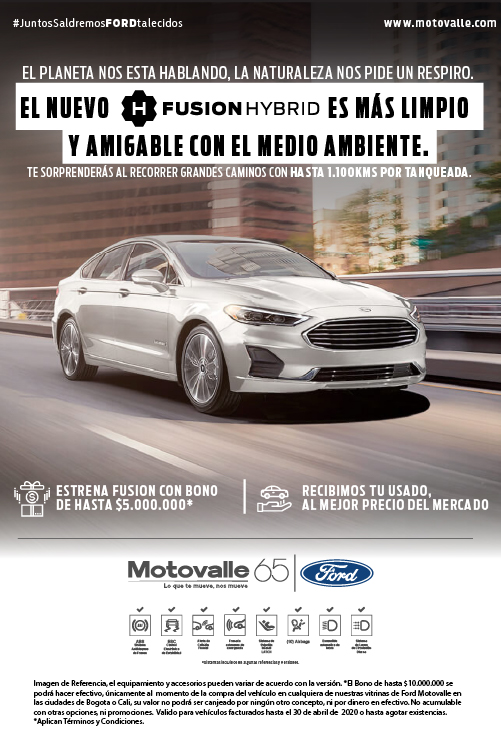 #JuntosSaldremosFORDtalecidos
www.motovalle.com
EL PLANETA NOS ESTA HABLANDO, LA NATURALEZA NOS PIDE UN RESPIRO.
EL NUEVO H FUSION HYBRID ES MÁS LIMPIO
Y AMIGABLE CON EL MEDIO AMBIENTE.
TE SORPRENDERÁS AL RECORRER GRANDES CAMINOS CON HASTA 1.100KMS POR TANQUEADA.
ESTRENA FUSION CON BONO
DE HASTA $5.000.000*
RECIBIMOS TU USADO,
AL MEJOR PRECIO DEL MERCADO
Motovalle 65
Lo que te mueve, nos mueve
Ford
ABS
ESC
(10) Airbags
Imagen de Referencia, el equipamiento y accesorios pueden variar de acuerdo con la versión. *El Bono de hasta $10.000.000 se
podrá hacer efectivo, únicamente al momento de la compra del vehículo en cualquiera de nuestras vitrinas de Ford Motovalle en
las ciudades de Bogota o Cali, su valor no podrá ser canjeado por ningún otro concepto, ni por dinero en efectivo. No acumulable
con otras opciones, ni promociones. Valido para vehículos facturados hasta el 30 de abril de 2020 o hasta agotar existencias.
*Aplican Términos y Condiciones.